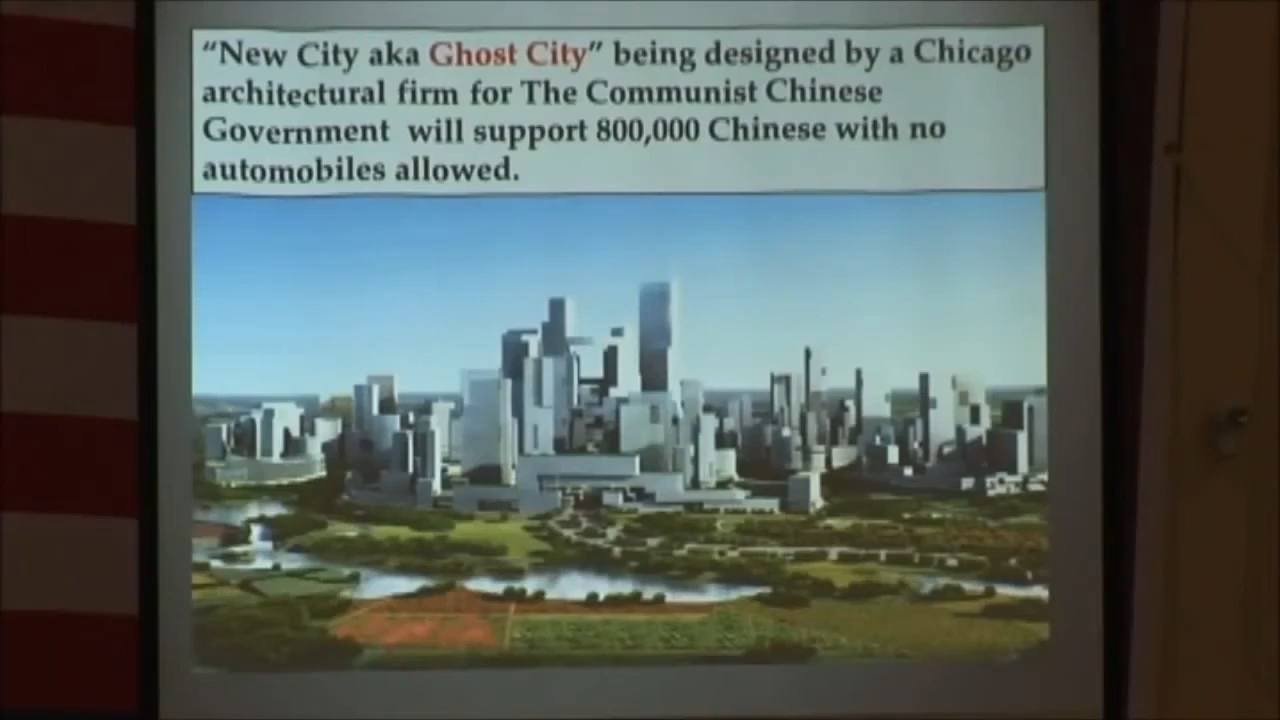 “New City aka Ghost City” being designed by a Chicago
architectural firm for The Communist Chinese
Government will support 800,000 Chinese with no
automobiles allowed.